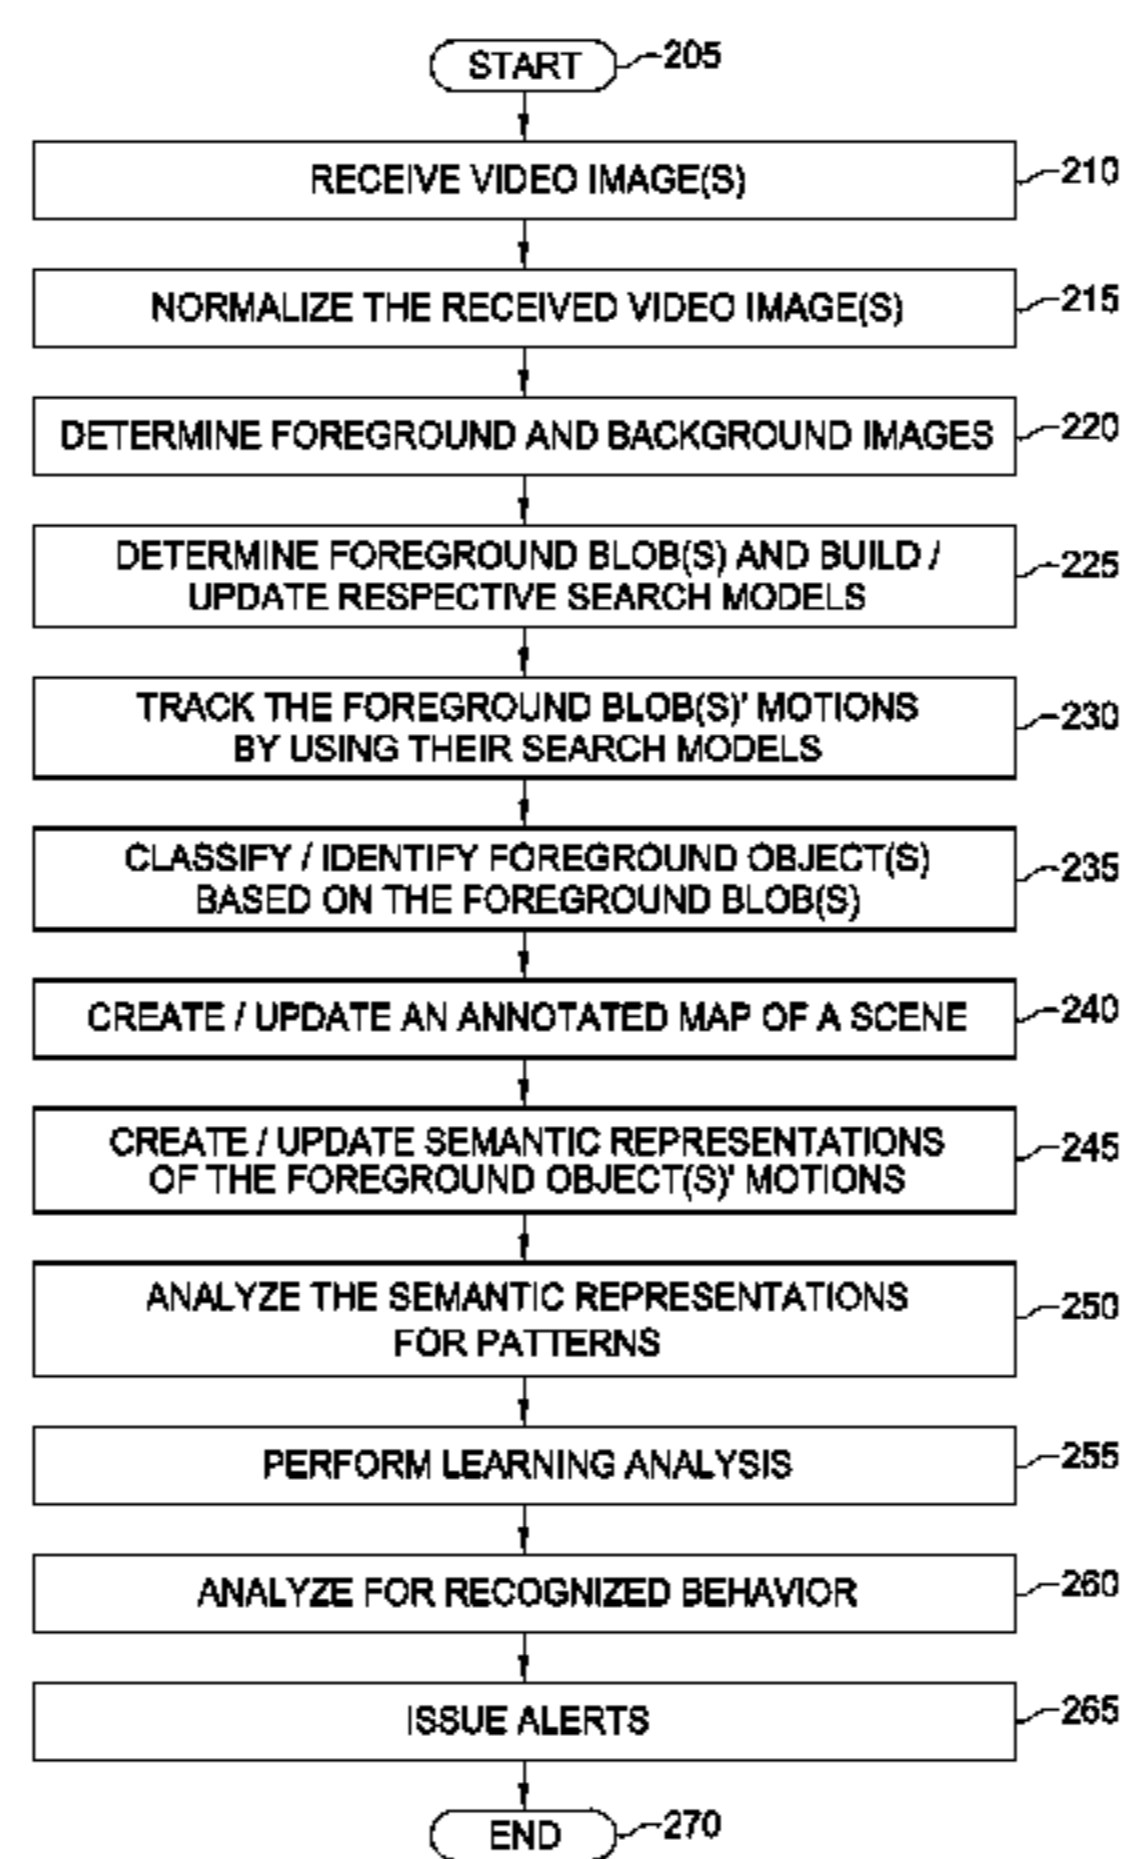 START
205
RECEIVE VIDEO IMAGE(S)
210
NORMALIZE THE RECEIVED VIDEO IMAGE(S)
215
DETERMINE FOREGROUND AND BACKGROUND IMAGES
220
DETERMINE FOREGROUND BLOB(S) AND BUILD /
UPDATE RESPECTIVE SEARCH MODELS
225
TRACK THE FOREGROUND BLOB(S)' MOTIONS
BY USING THEIR SEARCH MODELS
230
CLASSIFY / IDENTIFY FOREGROUND OBJECT(S)
BASED ON THE FOREGROUND BLOB(S)
235
CREATE / UPDATE AN ANNOTATED MAP OF A SCENE
240
CREATE / UPDATE SEMANTIC REPRESENTATIONS
OF THE FOREGROUND OBJECT(S)' MOTIONS
245
ANALYZE THE SEMANTIC REPRESENTATIONS
FOR PATTERNS
250
PERFORM LEARNING ANALYSIS
255
ANALYZE FOR RECOGNIZED BEHAVIOR
260
ISSUE ALERTS
265
END
270